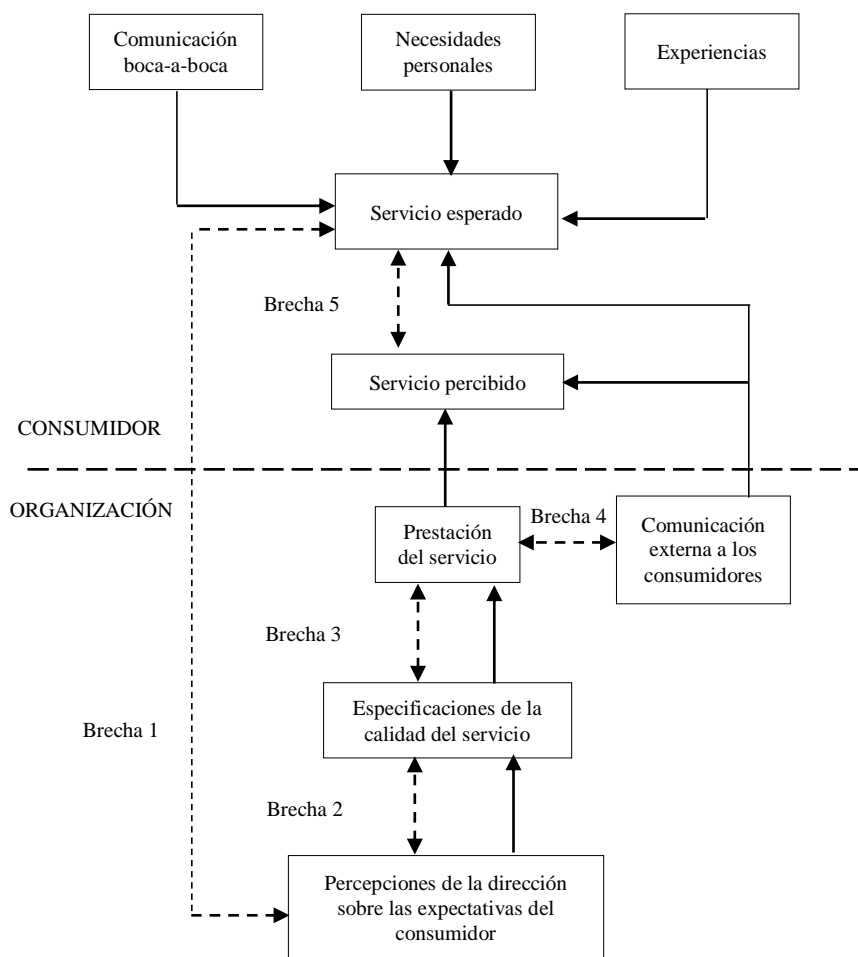 Comunicación
boca-a-boca
Necesidades
personales
Experiencias
Servicio esperado
Brecha 5
Servicio percibido
CONSUMIDOR
ORGANIZACIÓN
Prestación
del servicio
Brecha 4
Comunicación
externa a los
consumidores
Brecha 3
Especificaciones de la
calidad del servicio
Brecha 1
Brecha 2
Percepciones de la dirección
sobre las expectativas del
consumidor